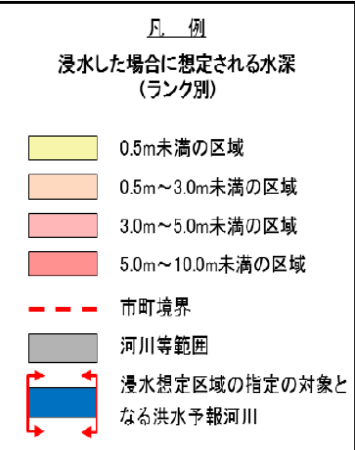 凡 例
浸水した場合に想定される水深
(ランク別)
0.5m未満の区域
0.5m～3.0m未満の区域
3.0m～5.0m未満の区域
5.0m～10.0m未満の区域
市町境界
河川等範囲
浸水想定区域の指定の対象と
なる洪水予報河川